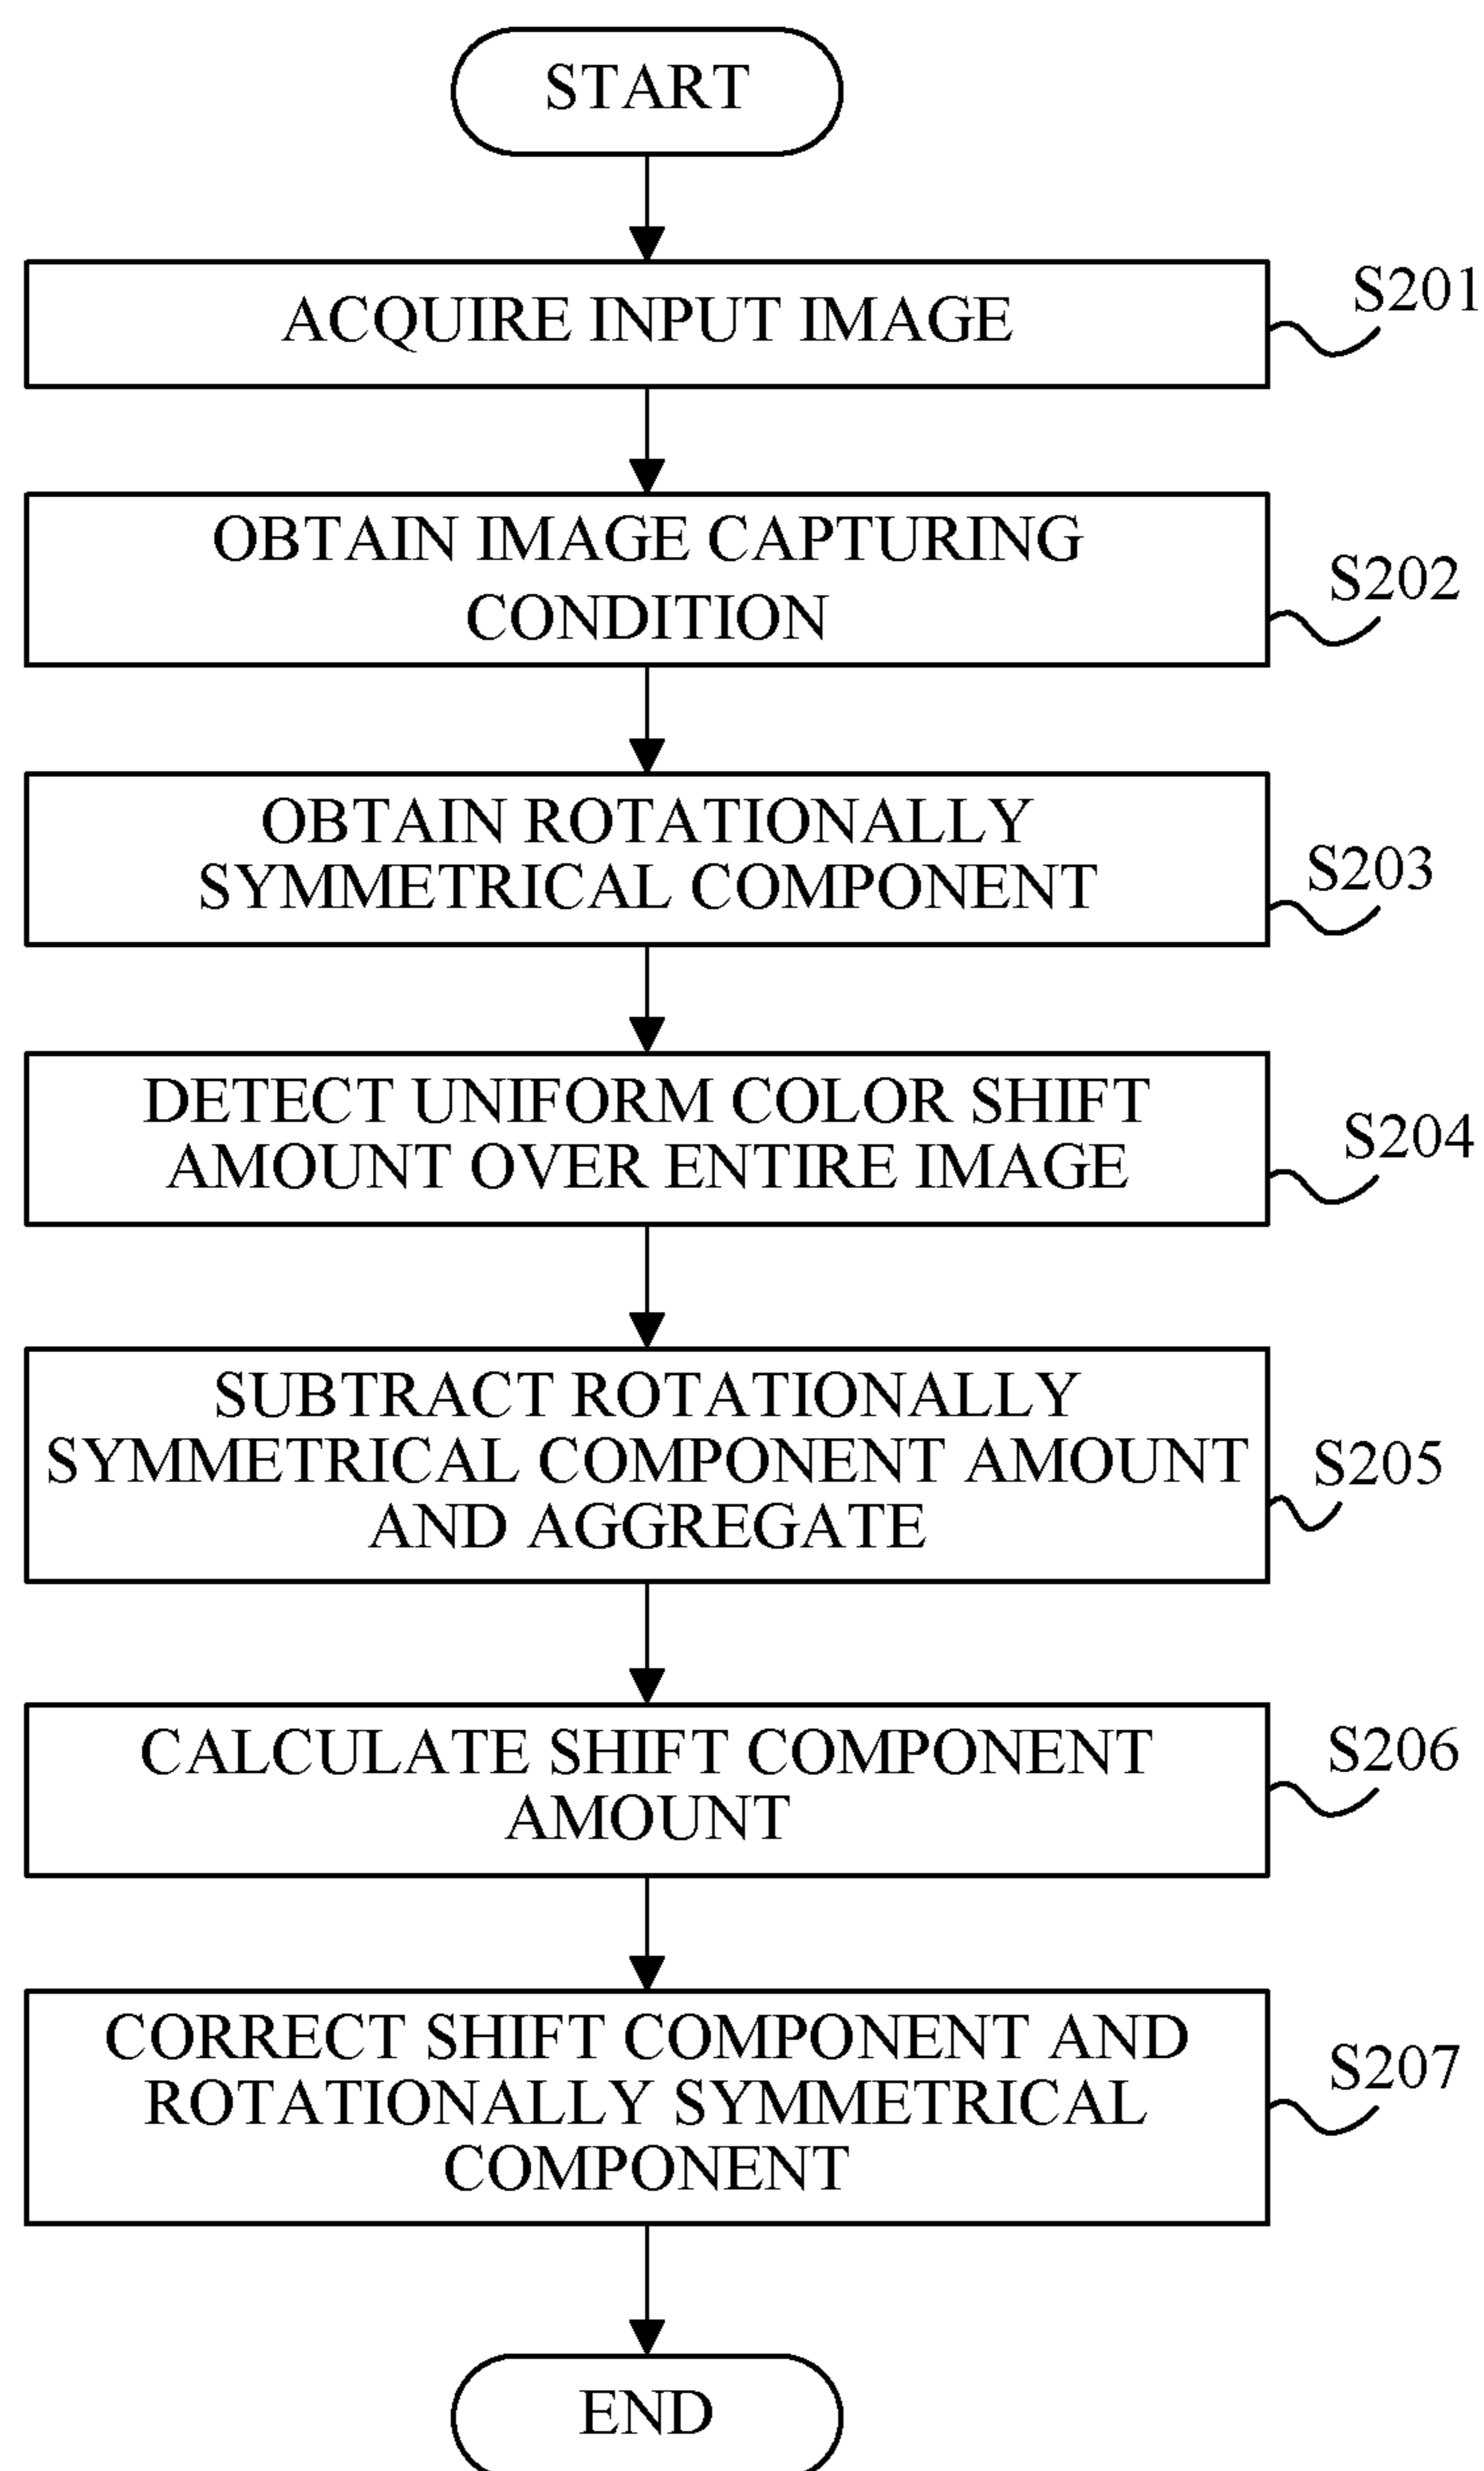 START
ACQUIRE INPUT IMAGE
S201
OBTAIN IMAGE CAPTURING
CONDITION
S202
OBTAIN ROTATIONALLY
SYMMETRICAL COMPONENT
S203
DETECT UNIFORM COLOR SHIFT
AMOUNT OVER ENTIRE IMAGE
S204
SUBTRACT ROTATIONALLY
SYMMETRICAL COMPONENT AMOUNT
AND AGGREGATE
S205
CALCULATE SHIFT COMPONENT
AMOUNT
S206
CORRECT SHIFT COMPONENT AND
ROTATIONALLY SYMMETRICAL
COMPONENT
S207
END